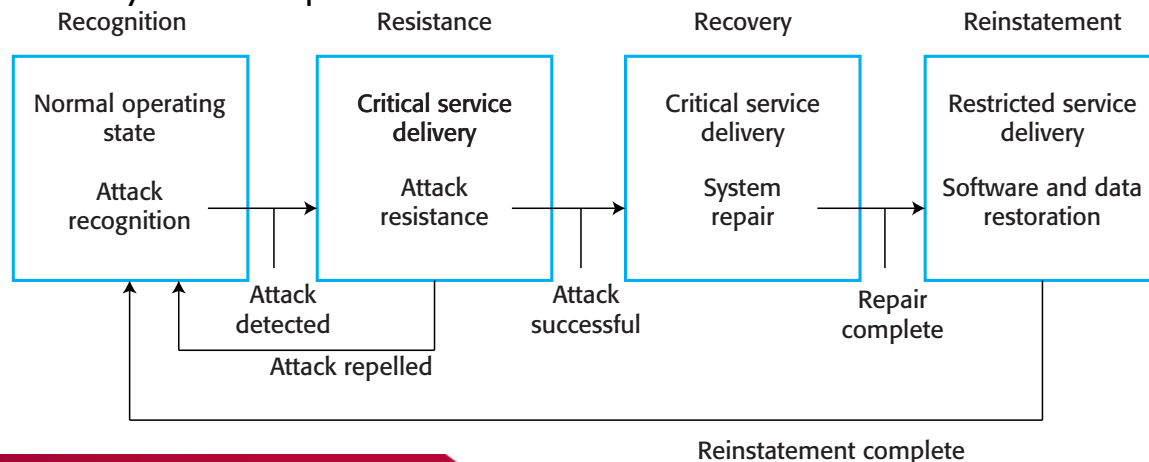 Recognition
Resistance
Recovery
Reinstatement
Normal operating
state
Attack
recognition
Critical service
delivery
Attack
resistance
Critical service
delivery
System
repair
Restricted service
delivery
Software and data
restoration
Attack
detected
Attack
successful
Repair
complete
Attack repelled
Reinstatement complete